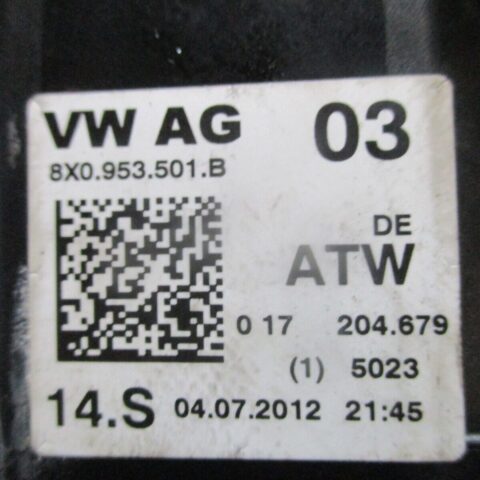 VW AG 03
8X0.953.501.B
DE
ATW
0 17 204.679
(1) 5023
14.S 04.07.2012 21:45